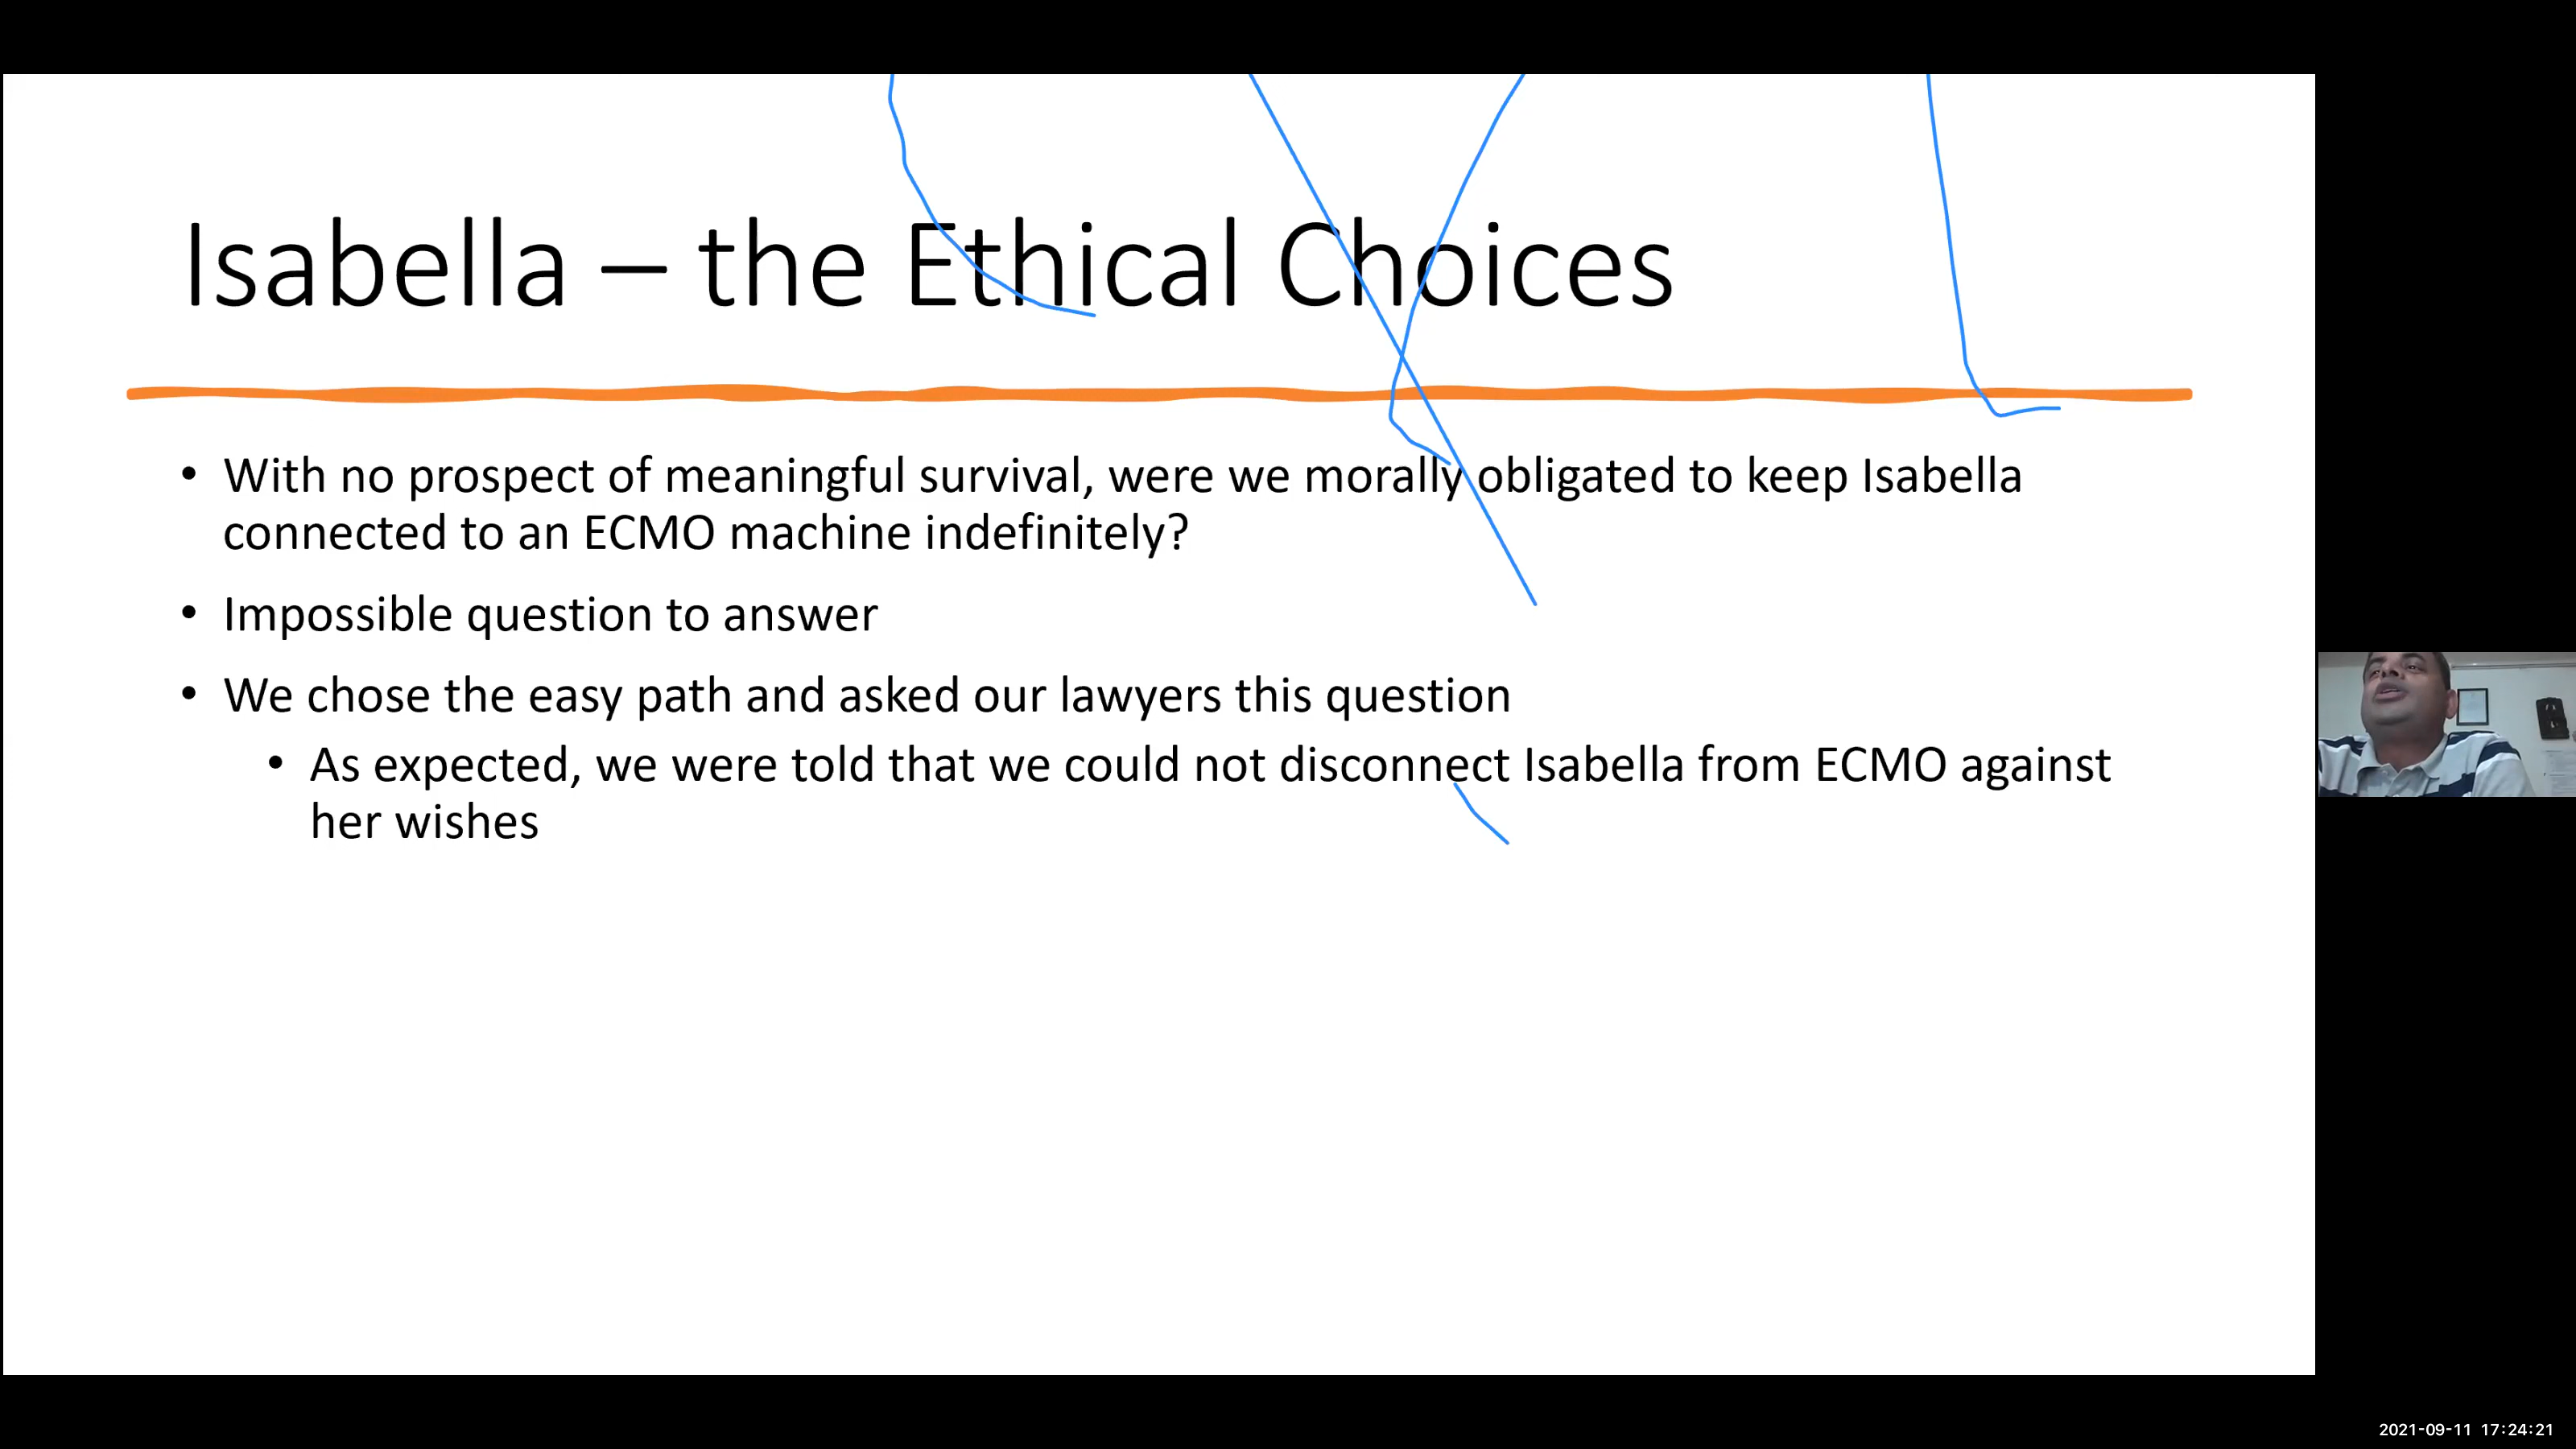 Isabella – the Ethical Choices
• With no prospect of meaningful survival, were we morally obligated to keep Isabella
connected to an ECMO machine indefinitely?
• Impossible question to answer
• We chose the easy path and asked our lawyers this question
• As expected, we were told that we could not disconnect Isabella from ECMO against
her wishes
2021-09-11 17:24:21